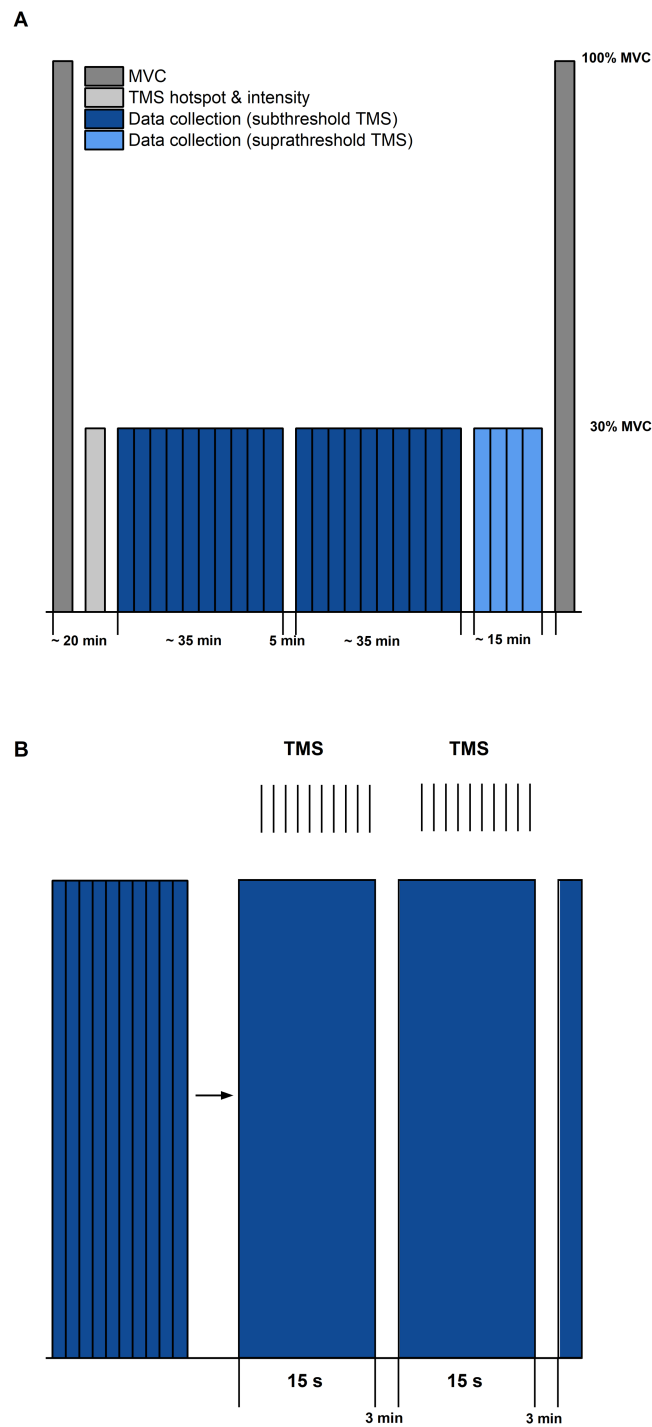 A
100% MVC
MVC
TMS hotspot & intensity
Data collection (subthreshold TMS)
Data collection (suprathreshold TMS)
30% MVC
~ 20 min ~ 35 min 5 min ~ 35 min ~ 15 min
B
TMS TMS
15 s 15 s
3 min 3 min